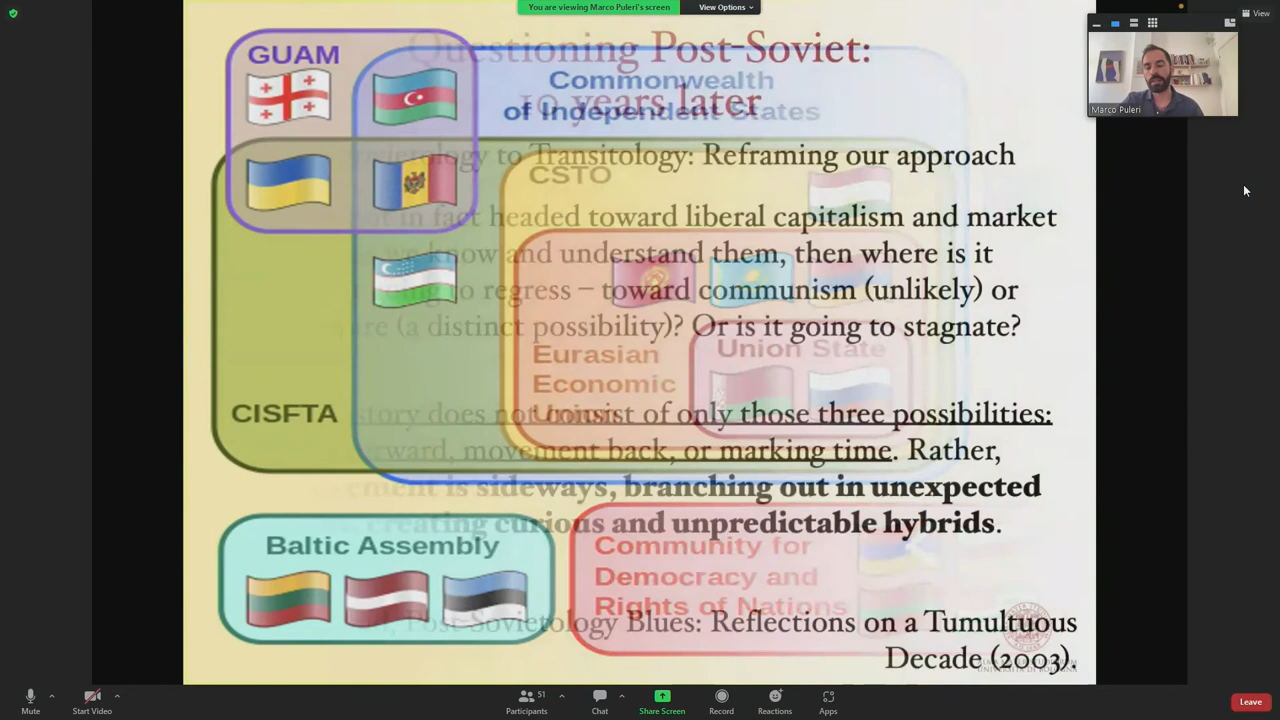 You are viewing Marco Puleri's screen
View Options
View
Marco Puleri
Questioning Post-Soviet:
10 years later
GUAM
Commonwealth
of Independent States
to Transitology: Reframing our approach
CSTO
in fact headed toward liberal capitalism and market
know and understand them, then where is it
to regress – toward communism (unlikely) or
(a distinct possibility)? Or is it going to stagnate?
Union State
Eurasian
Economic
Union
CISFTA
does not consist of only those three possibilities:
movement back, or marking time. Rather,
is sideways, branching out in unexpected
creating curious and unpredictable hybrids.
Baltic Assembly
Community for
Democracy and
Rights of Nations
Post-Sovietology Blues: Reflections on a Tumultuous
Decade (2003).
Mute
Start Video
51
Participants
Chat
Share Screen
Record
Reactions
Apps
Leave